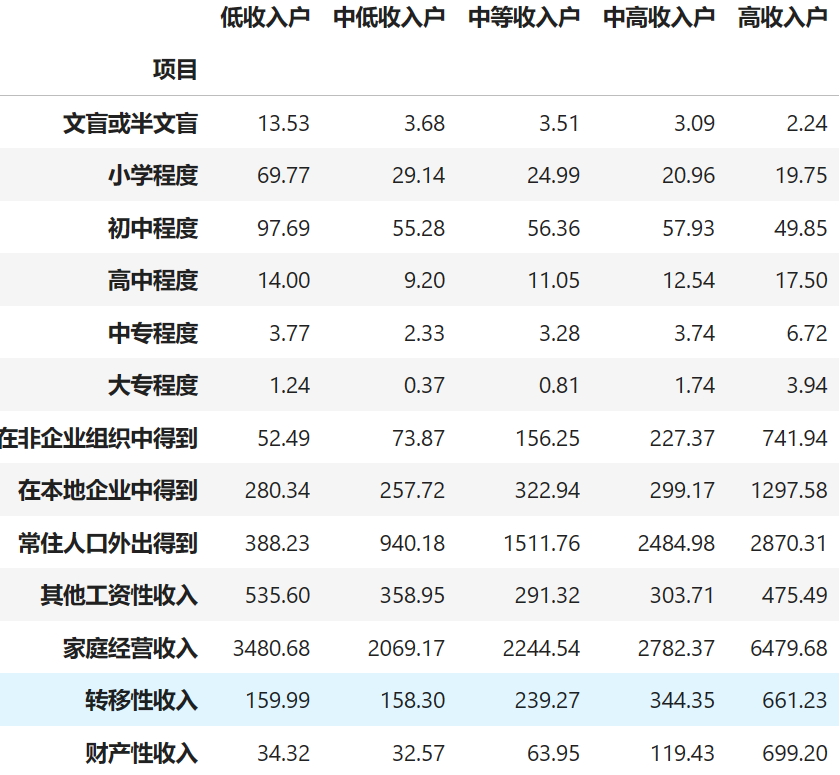 低收入户 中低收入户 中等收入户 中高收入户 高收入户
项目
文盲或半文盲 13.53 3.68 3.51 3.09 2.24
小学程度 69.77 29.14 24.99 20.96 19.75
初中程度 97.69 55.28 56.36 57.93 49.85
高中程度 14.00 9.20 11.05 12.54 17.50
中专程度 3.77 2.33 3.28 3.74 6.72
大专程度 1.24 0.37 0.81 1.74 3.94
在非企业组织中得到 52.49 73.87 156.25 227.37 741.94
在本地企业中得到 280.34 257.72 322.94 299.17 1297.58
常住人口外出得到 388.23 940.18 1511.76 2484.98 2870.31
其他工资性收入 535.60 358.95 291.32 303.71 475.49
家庭经营收入 3480.68 2069.17 2244.54 2782.37 6479.68
转移性收入 159.99 158.30 239.27 344.35 661.23
财产性收入 34.32 32.57 63.95 119.43 699.20